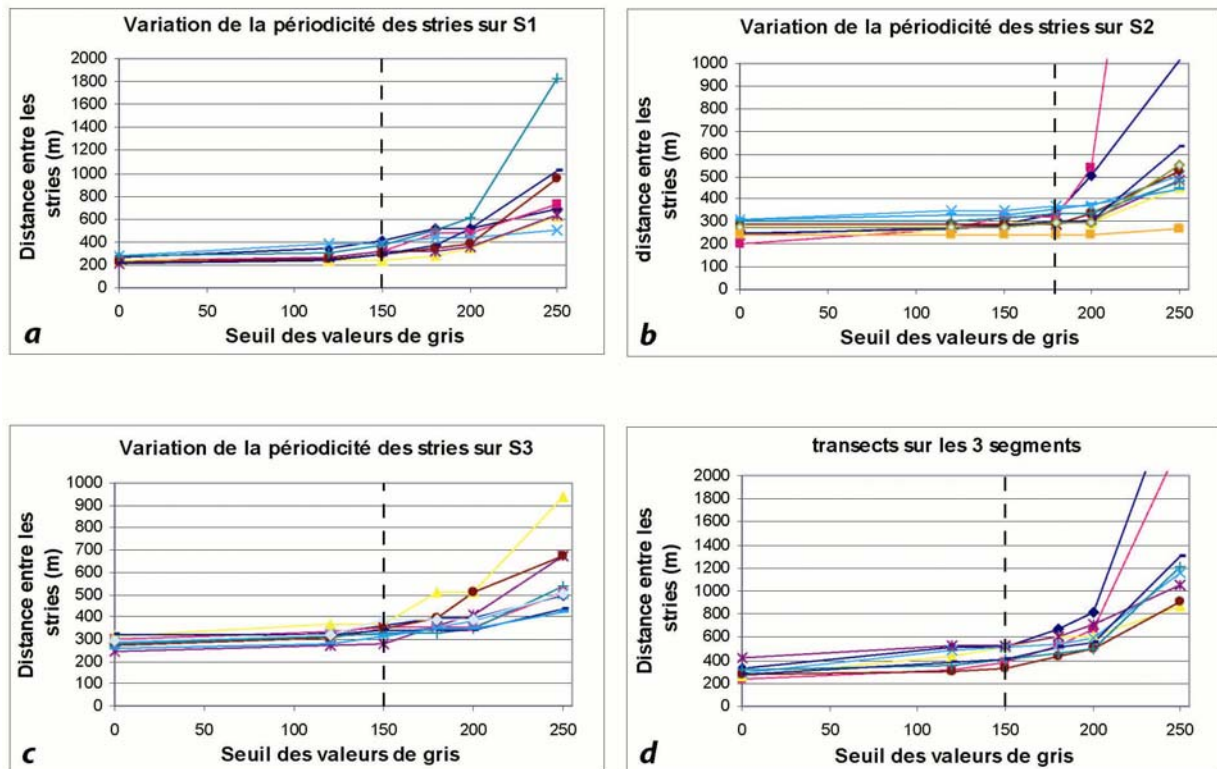 Variation de la périodicité des stries sur S1
Distance entre les
stries (m)
2000
1800
1600
1400
1200
1000
800
600
400
200
0
0 50 100 150 200 250
Seuil des valeurs de gris
a
Variation de la périodicité des stries sur S2
distance entre les
stries (m)
1000
900
800
700
600
500
400
300
200
100
0
0 50 100 150 200 250
Seuil des valeurs de gris
b
Variation de la périodicité des stries sur S3
Distance entre les
stries (m)
1000
900
800
700
600
500
400
300
200
100
0
0 50 100 150 200 250
Seuil des valeurs de gris
c
transects sur les 3 segments
Distance entre les
stries (m)
2000
1800
1600
1400
1200
1000
800
600
400
200
0
0 50 100 150 200 250
Seuil des valeurs de gris
d